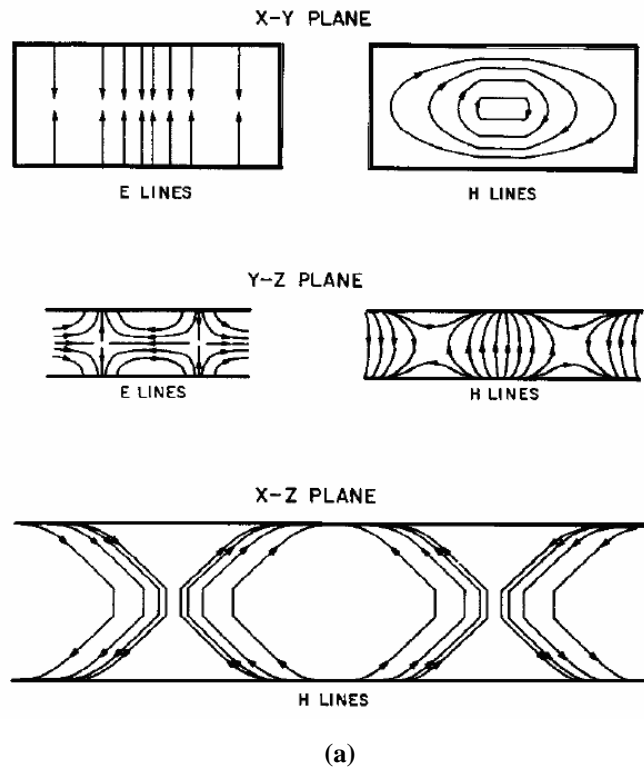 X-Y PLANE
E LINES
H LINES
Y-Z PLANE
E LINES
H LINES
X-Z PLANE
H LINES
(a)